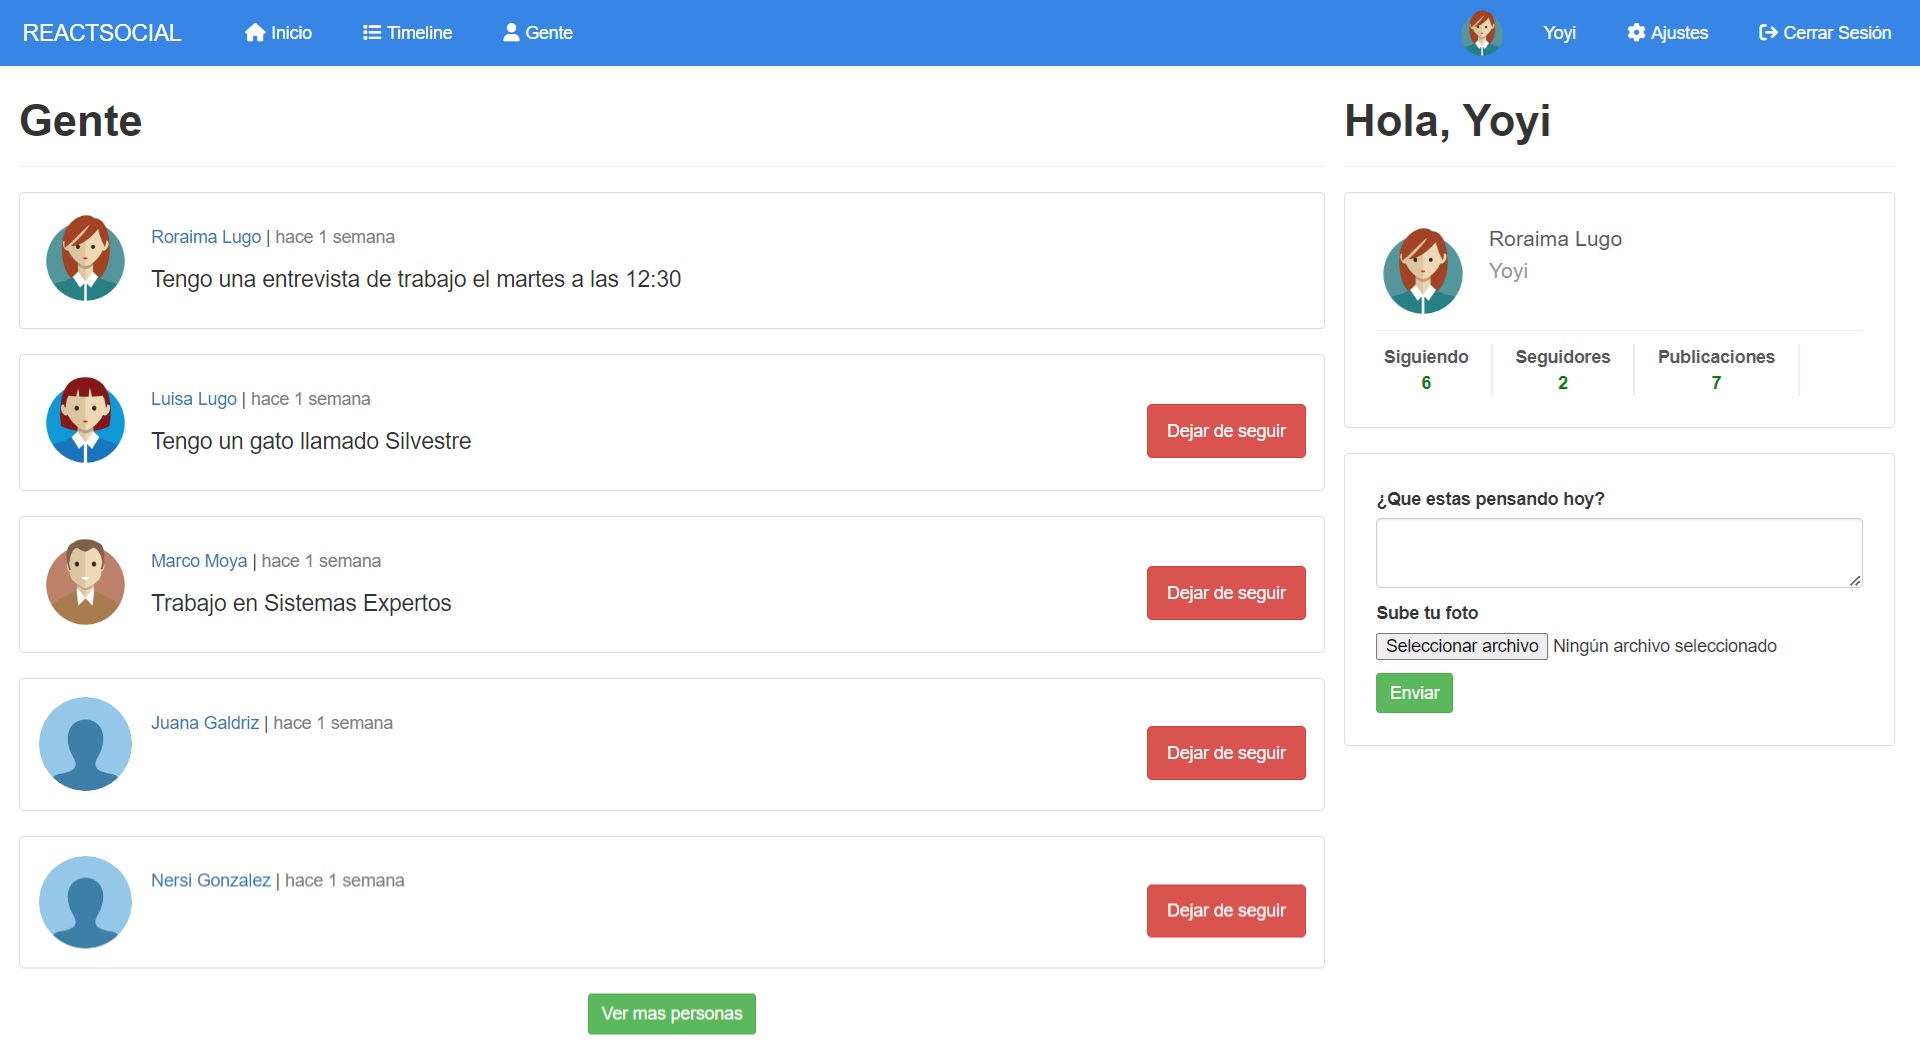 REACTSOCIAL Inicio Timeline Gente Yoyi Ajustes Cerrar Sesión
Gente
Roraima Lugo | hace 1 semana
Tengo una entrevista de trabajo el martes a las 12:30
Luisa Lugo | hace 1 semana
Tengo un gato llamado Silvestre
Dejar de seguir
Marco Moya | hace 1 semana
Trabajo en Sistemas Expertos
Dejar de seguir
Juana Galdriz | hace 1 semana
Dejar de seguir
Nersi Gonzalez | hace 1 semana
Dejar de seguir
Ver mas personas
Hola, Yoyi
Roraima Lugo
Yoyi
Siguiendo Seguidores Publicaciones
6 2 7
¿Que estas pensando hoy?
Sube tu foto
Seleccionar archivo Ningún archivo seleccionado
Enviar